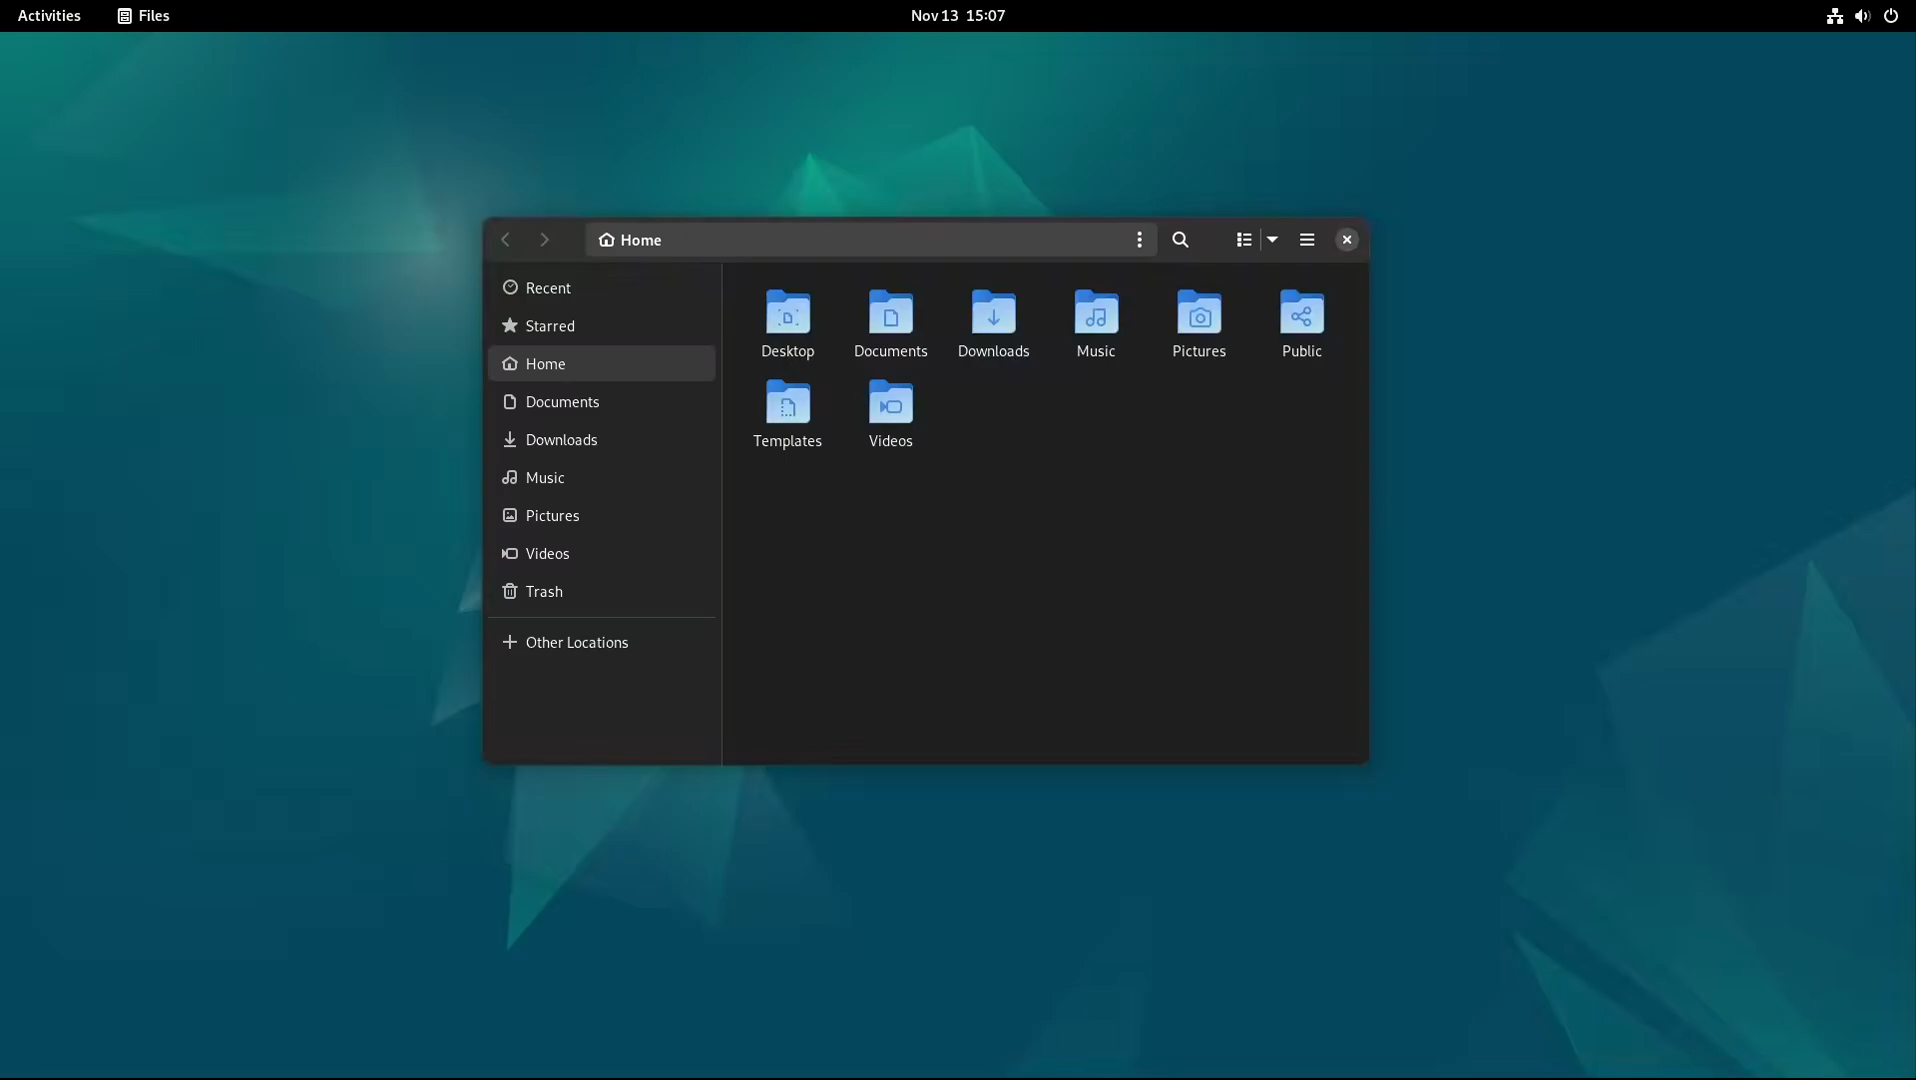 Activities
Files
Nov 13 15:07
Home
Recent
Starred
Home
Documents
Downloads
Music
Pictures
Videos
Trash
Other Locations
Desktop
Documents
Downloads
Music
Pictures
Public
Templates
Videos